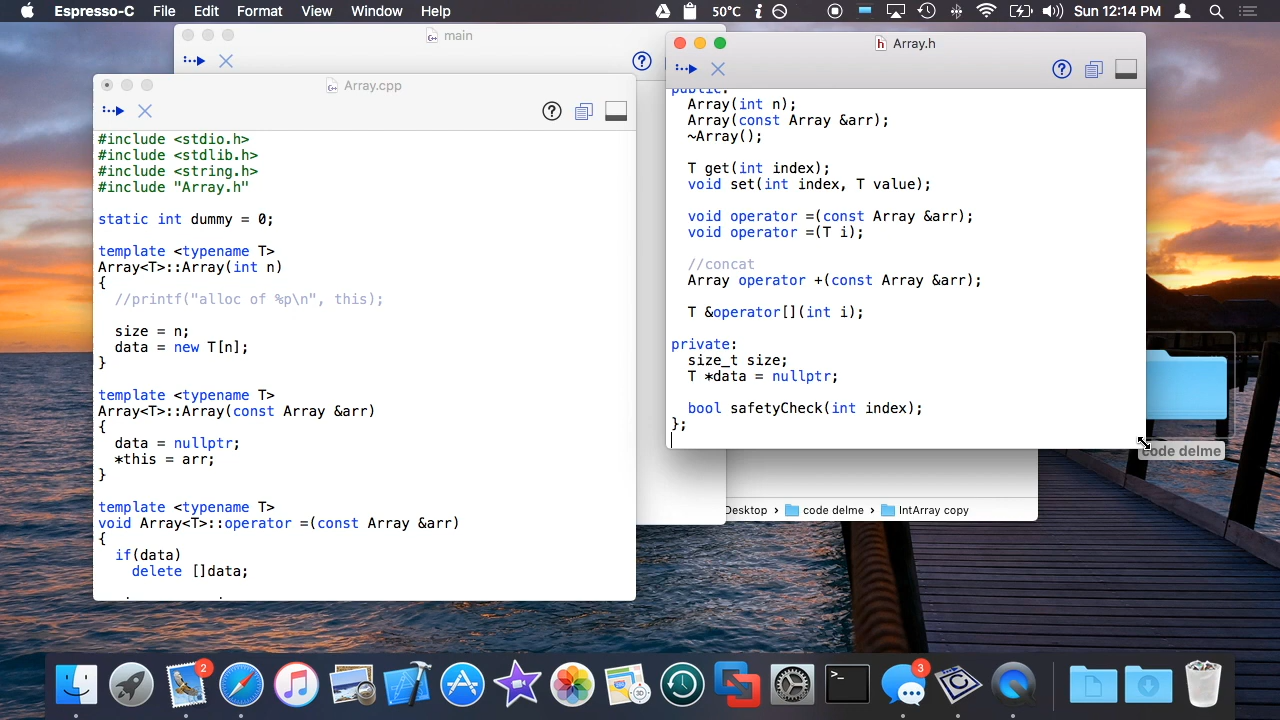 Espresso-C File Edit Format View Window Help 50°C Sun 12:14 PM
main
Array.cpp
#include <stdio.h>
#include <stdlib.h>
#include <string.h>
#include "Array.h"
static int dummy = 0;
template <typename T>
Array<T>::Array(int n)
{
//printf("alloc of %p\n", this);
size = n;
data = new T[n];
}
template <typename T>
Array<T>::Array(const Array &arr)
{
data = nullptr;
*this = arr;
}
template <typename T>
void Array<T>::operator =(const Array &arr)
{
if(data)
delete []data;
Array.h
public:
Array(int n);
Array(const Array &arr);
~Array();
T get(int index);
void set(int index, T value);
void operator =(const Array &arr);
void operator =(T i);
//concat
Array operator +(const Array &arr);
T &operator[](int i);
private:
size_t size;
T *data = nullptr;
bool safetyCheck(int index);
};
code delme
Desktop › code delme › IntArray copy
2
3D
>_
3
C